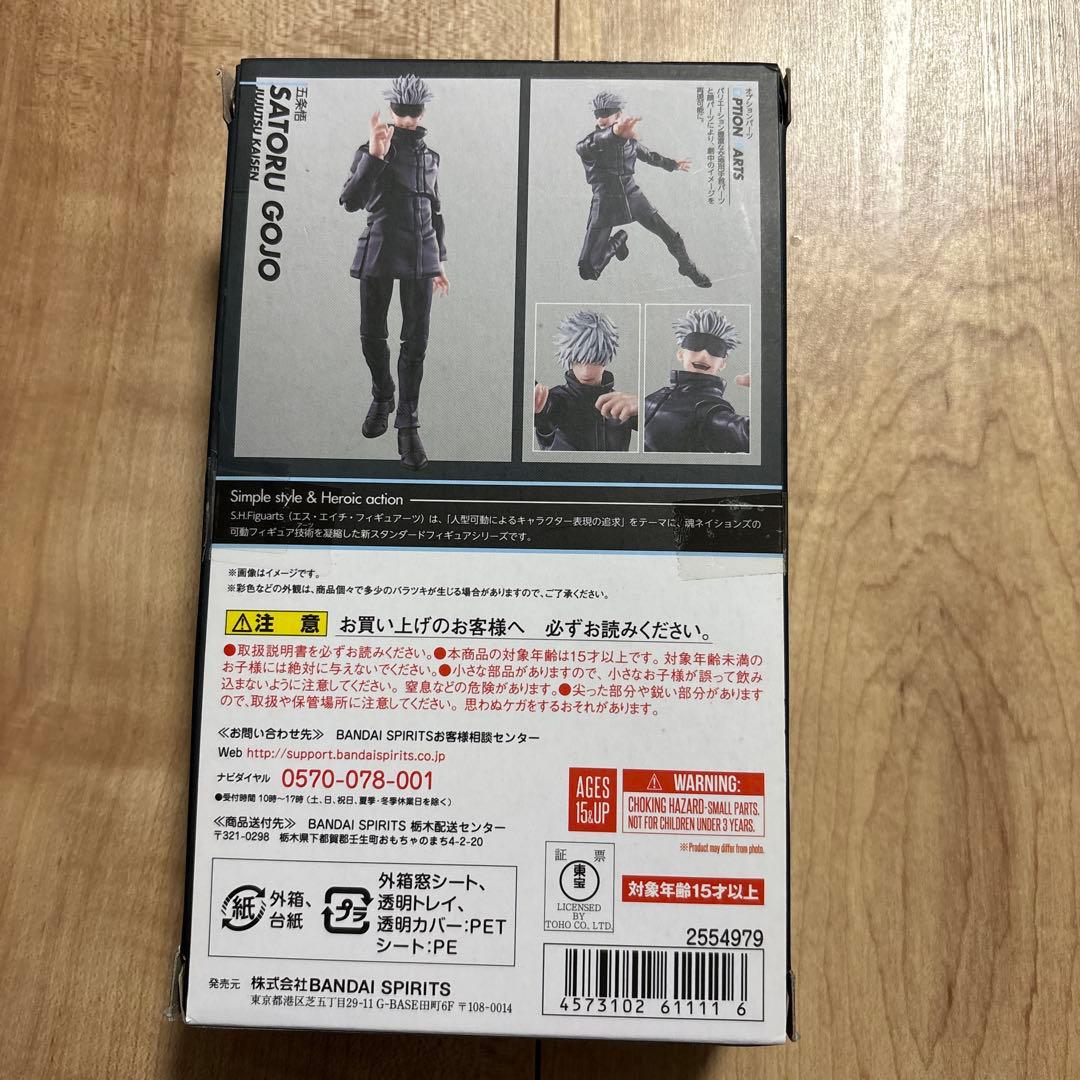 五条悟
SATORU GOJO
JUJUTSU KAISEN
オプションパーツ
OPTION PARTS
バリエーション豊富な交換用手首パーツ
と顔パーツにより、劇中のイメージを
再現可能に。
Simple style & Heroic action
S.H.Figuarts（エス・エイチ・フィギュアーツ）は、「人型可動によるキャラクター表現の追求」をテーマに、魂ネイションズの
可動フィギュア技術を凝縮した新スタンダードフィギュアシリーズです。
アーツ
※画像はイメージです。
※彩色などの外観は、商品個々で多少のバラツキが生じる場合がありますので、ご了承ください。
⚠注 意 お買い上げのお客様へ 必ずお読みください。
●取扱説明書を必ずお読みください。●本商品の対象年齢は15才以上です。対象年齢未満の
お子様には絶対に与えないでください。●小さな部品がありますので、小さなお子様が誤って飲み
込まないように注意してください。窒息などの危険があります。●尖った部分や鋭い部分があります
ので、取扱や保管場所に注意してください。思わぬケガをするおそれがあります。
≪お問い合わせ先≫ BANDAI SPIRITSお客様相談センター
Web http://support.bandaispirits.co.jp
ナビダイヤル 0570-078-001
●受付時間 10時〜17時（土、日、祝日、夏季・冬季休業日を除く）
≪商品送付先≫ BANDAI SPIRITS 栃木配送センター
〒321-0298 栃木県下都賀郡壬生町おもちゃのまち4-2-20
AGES
15&UP
⚠ WARNING:
CHOKING HAZARD-SMALL PARTS.
NOT FOR CHILDREN UNDER 3 YEARS.
※Product may differ from photo.
対象年齢15才以上
証 票
東宝
LICENSED
BY
TOHO CO., LTD.
紙
外箱、
台紙
プラ
外箱窓シート、
透明トレイ、
透明カバー:PET
シート:PE
発売元 株式会社BANDAI SPIRITS
東京都港区芝五丁目29-11 G-BASE田町6F 〒108-0014
2554979
4573102 61111 6